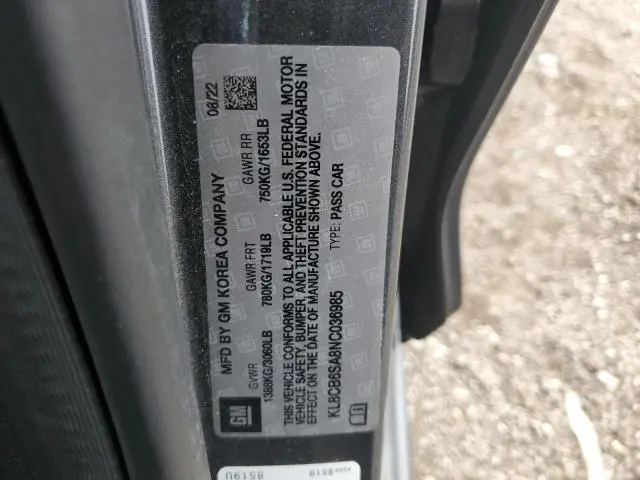 MFD BY GM KOREA COMPANY 08/22
GVWR GAWR FRT GAWR RR
1388KG/3060LB 780KG/1719LB 750KG/1653LB
THIS VEHICLE CONFORMS TO ALL APPLICABLE U.S. FEDERAL MOTOR
VEHICLE SAFETY, BUMPER, AND THEFT PREVENTION STANDARDS IN
EFFECT ON THE DATE OF MANUFACTURE SHOWN ABOVE.
KL8CB6SA8NC036985 TYPE: PASS CAR
GM
8519U